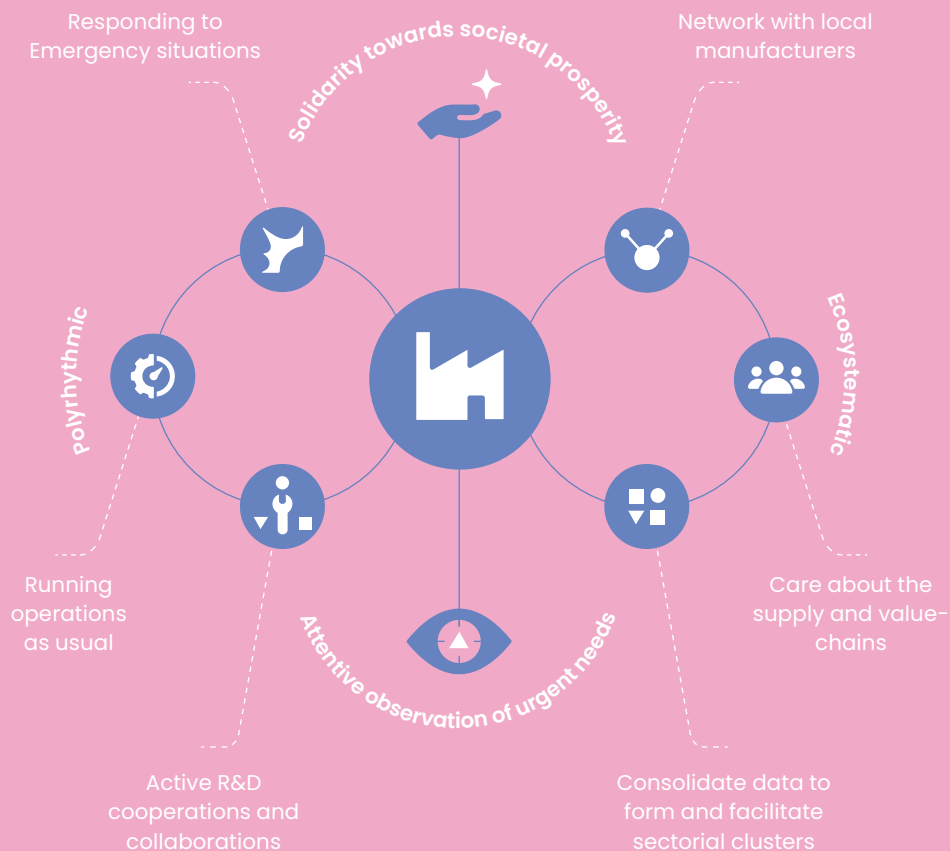 Responding to
Emergency situations
Solidarity towards societal prosperity
Network with local
manufacturers
Polyrhythmic
Ecosystematic
Running
operations
as usual
Care about the
supply and value-
chains
Attentive observation of urgent needs
Active R&D
cooperations and
collaborations
Consolidate data to
form and facilitate
sectorial clusters